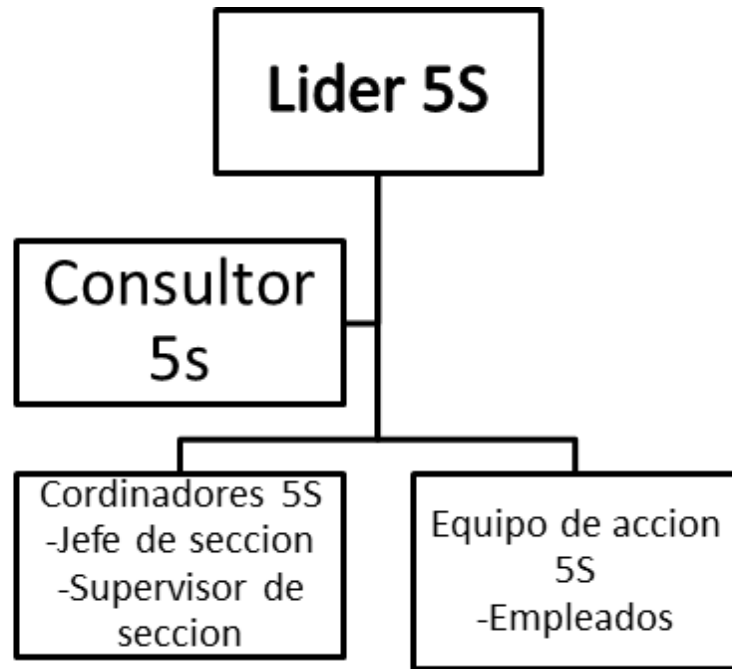 Lider 5S
Consultor
5s
Cordinadores 5S
-Jefe de seccion
-Supervisor de
seccion
Equipo de accion
5S
-Empleados